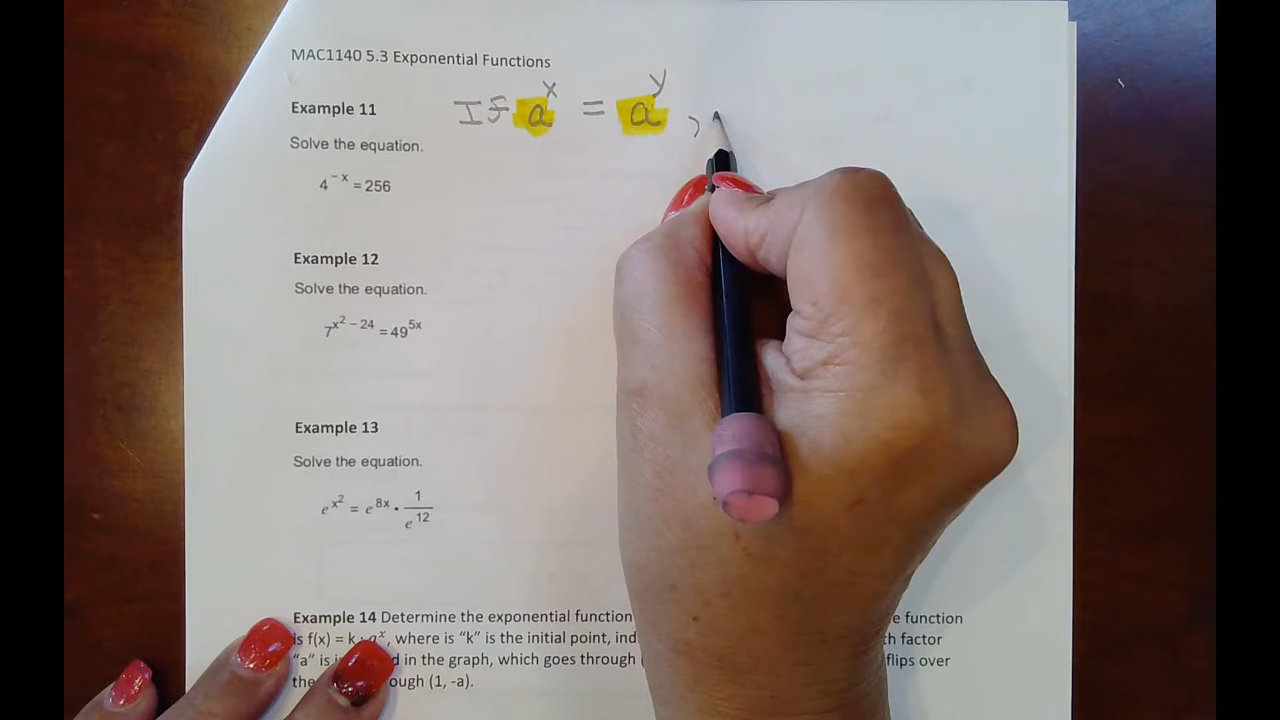 MAC1140 5.3 Exponential Functions
If a^x = a^y ,
Example 11
Solve the equation.
4^(-x) = 256
Example 12
Solve the equation.
7^(x^2 - 24) = 49^(5x)
Example 13
Solve the equation.
e^(x^2) = e^(8x) · 1/e^12
Example 14 Determine the exponential function e function
is f(x) = k · a^x, where is "k" is the initial point, ind h factor
"a" is i d in the graph, which goes through ( flips over
the ough (1, -a).